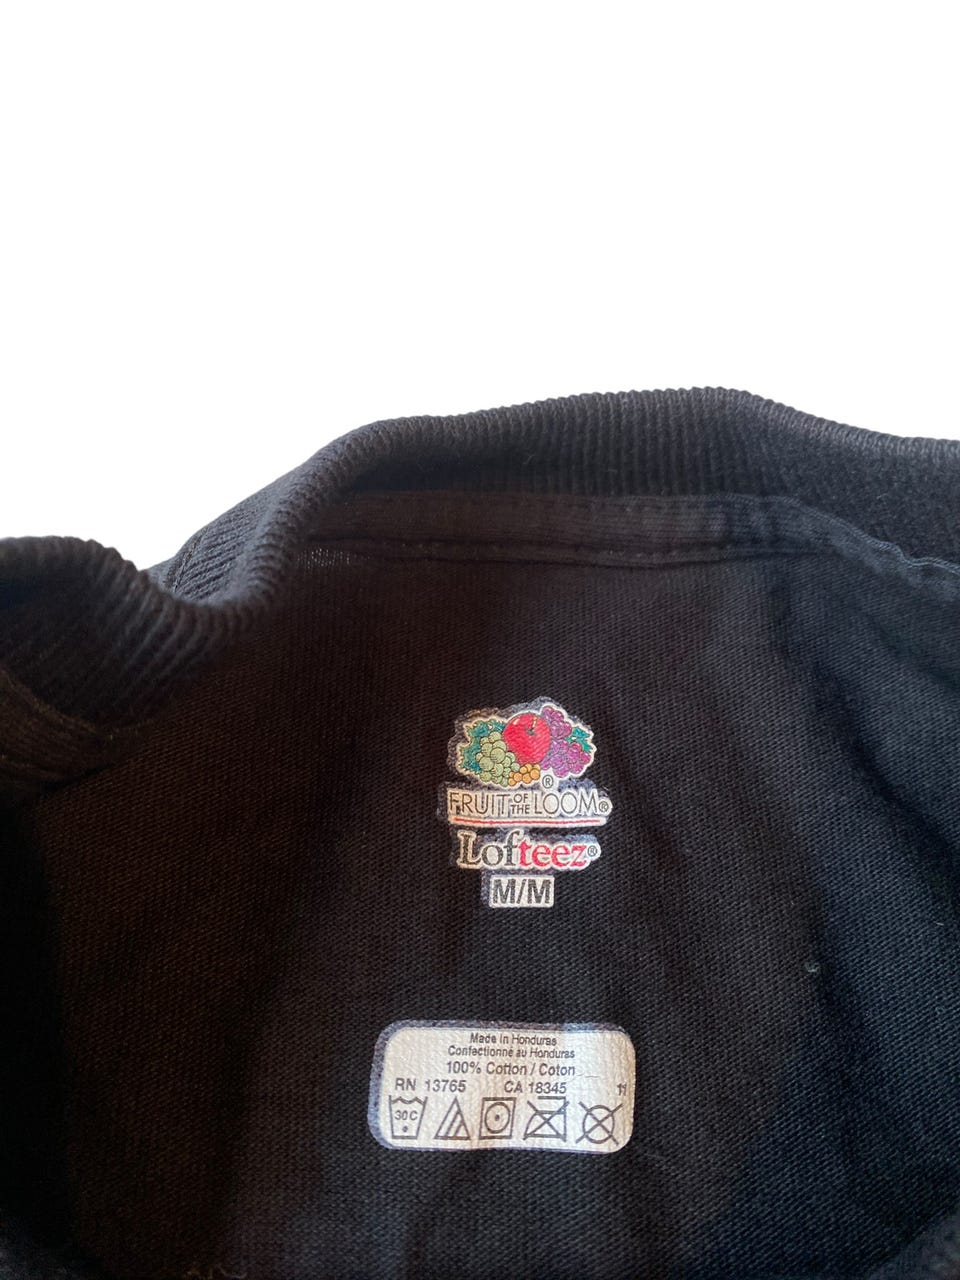 ®
FRUIT OF THE LOOM®
Lofteez®
M/M
Made in Honduras
Confectionné au Honduras
100% Cotton / Coton
RN 13765 CA 18345 11
30C